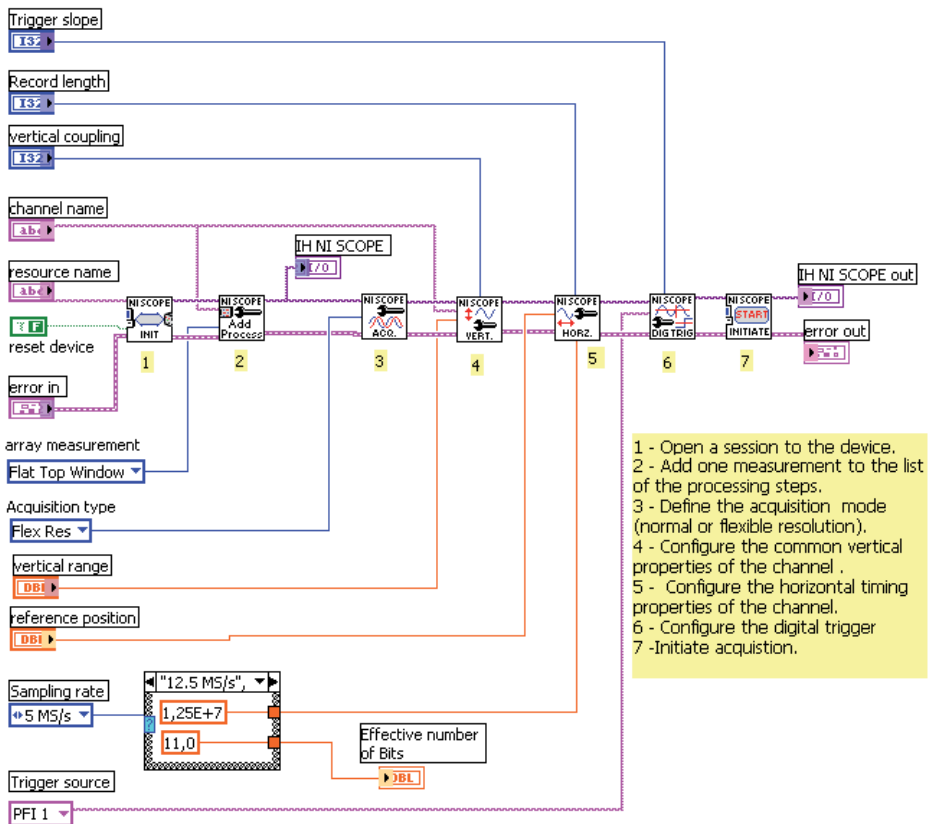 Trigger slope
I32
Record length
I32
vertical coupling
I32
channel name
abc
resource name
abc
IH NI SCOPE
I/O
IH NI SCOPE out
I/O
NI SCOPE
INIT
NI SCOPE
Add
Process
NI SCOPE
ACQ.
NI SCOPE
VERT.
NI SCOPE
HORZ.
NI SCOPE
DIG TRIG
NI SCOPE
START
INITIATE
error out
F
reset device
1
2
3
4
5
6
7
error in
array measurement
Flat Top Window
Acquisition type
Flex Res
vertical range
DBL
reference position
DBL
1 - Open a session to the device.
2 - Add one measurement to the list
of the processing steps.
3 - Define the acquisition mode
(normal or flexible resolution).
4 - Configure the common vertical
properties of the channel .
5 - Configure the horizontal timing
properties of the channel.
6 - Configure the digital trigger
7 -Initiate acquistion.
Sampling rate
5 MS/s
"12.5 MS/s",
?
1,25E+7
11,0
Effective number
of Bits
DBL
Trigger source
PFI 1